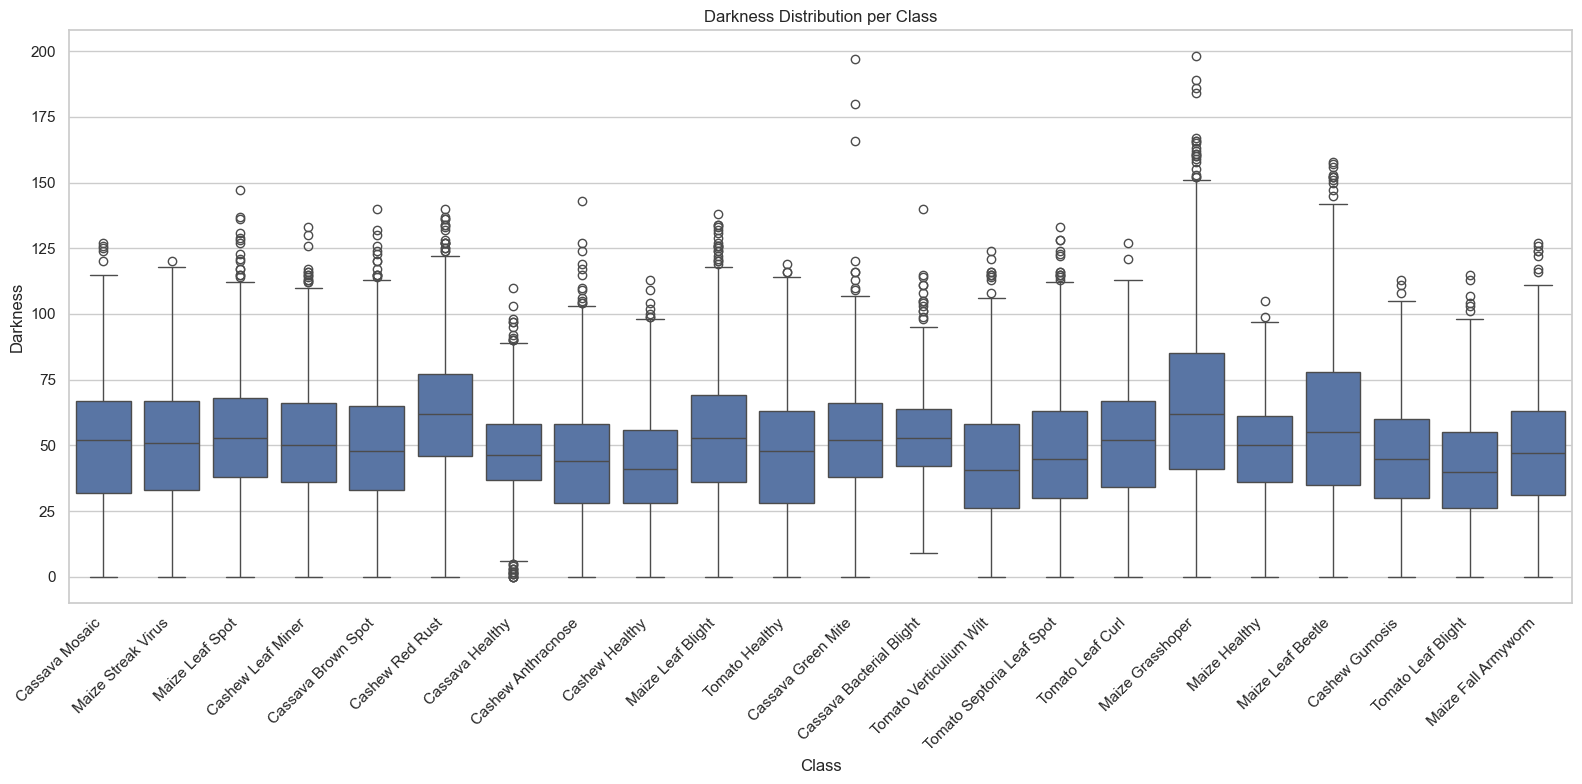 Darkness Distribution per Class
Darkness
200
175
150
125
100
75
50
25
0
Cassava Mosaic
Maize Streak Virus
Maize Leaf Spot
Cashew Leaf Miner
Cassava Brown Spot
Cashew Red Rust
Cassava Healthy
Cashew Anthracnose
Cashew Healthy
Maize Leaf Blight
Tomato Healthy
Cassava Green Mite
Cassava Bacterial Blight
Tomato Verticulium Wilt
Tomato Septoria Leaf Spot
Tomato Leaf Curl
Maize Grasshoper
Maize Healthy
Maize Leaf Beetle
Cashew Gumosis
Tomato Leaf Blight
Maize Fall Armyworm
Class